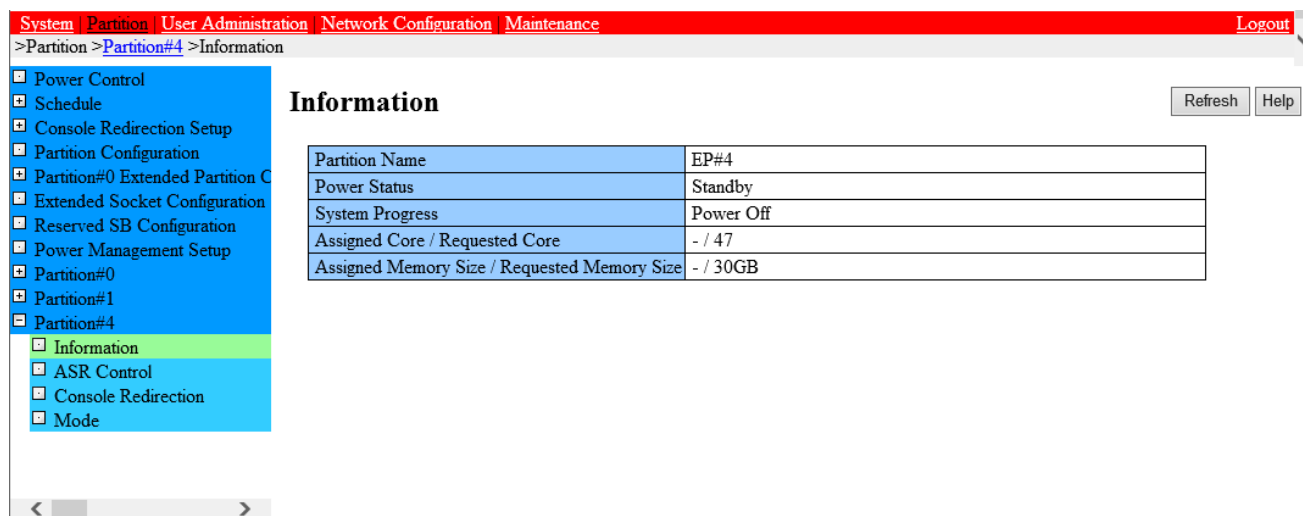 System | Partition | User Administration | Network Configuration | Maintenance Logout
>Partition >Partition#4 >Information
Power Control
Schedule
Console Redirection Setup
Partition Configuration
Partition#0 Extended Partition C
Extended Socket Configuration
Reserved SB Configuration
Power Management Setup
Partition#0
Partition#1
Partition#4
Information
ASR Control
Console Redirection
Mode
Information
Refresh Help
Partition Name EP#4
Power Status Standby
System Progress Power Off
Assigned Core / Requested Core - / 47
Assigned Memory Size / Requested Memory Size - / 30GB